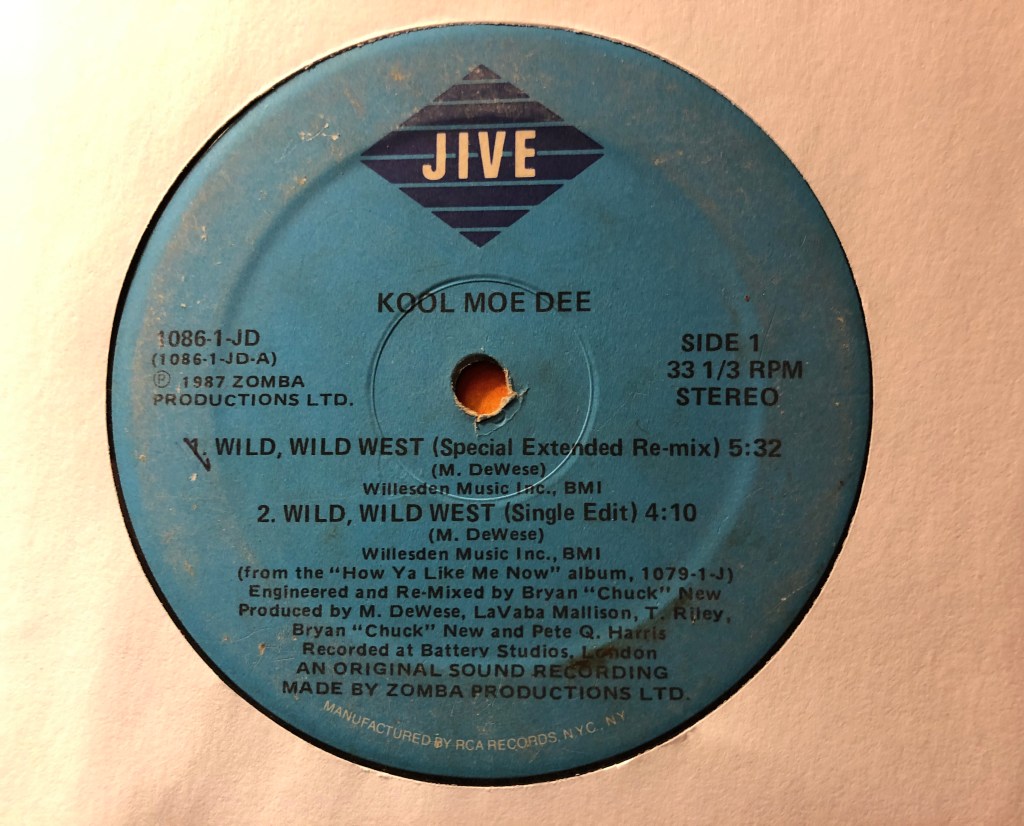 JIVE
KOOL MOE DEE
1086-1-JD
(1086-1-JD-A)
Ⓟ 1987 ZOMBA
PRODUCTIONS LTD.
SIDE 1
33 1/3 RPM
STEREO
1. WILD, WILD WEST (Special Extended Re-mix) 5:32
(M. DeWese)
Willesden Music Inc., BMI
2. WILD, WILD WEST (Single Edit) 4:10
(M. DeWese)
Willesden Music Inc., BMI
(from the "How Ya Like Me Now" album, 1079-1-J)
Engineered and Re-Mixed by Bryan "Chuck" New
Produced by M. DeWese, LaVaba Mallison, T. Riley,
Bryan "Chuck" New and Pete Q. Harris
Recorded at Battery Studios, London
AN ORIGINAL SOUND RECORDING
MADE BY ZOMBA PRODUCTIONS LTD.
MANUFACTURED BY RCA RECORDS, N.Y.C., N.Y.